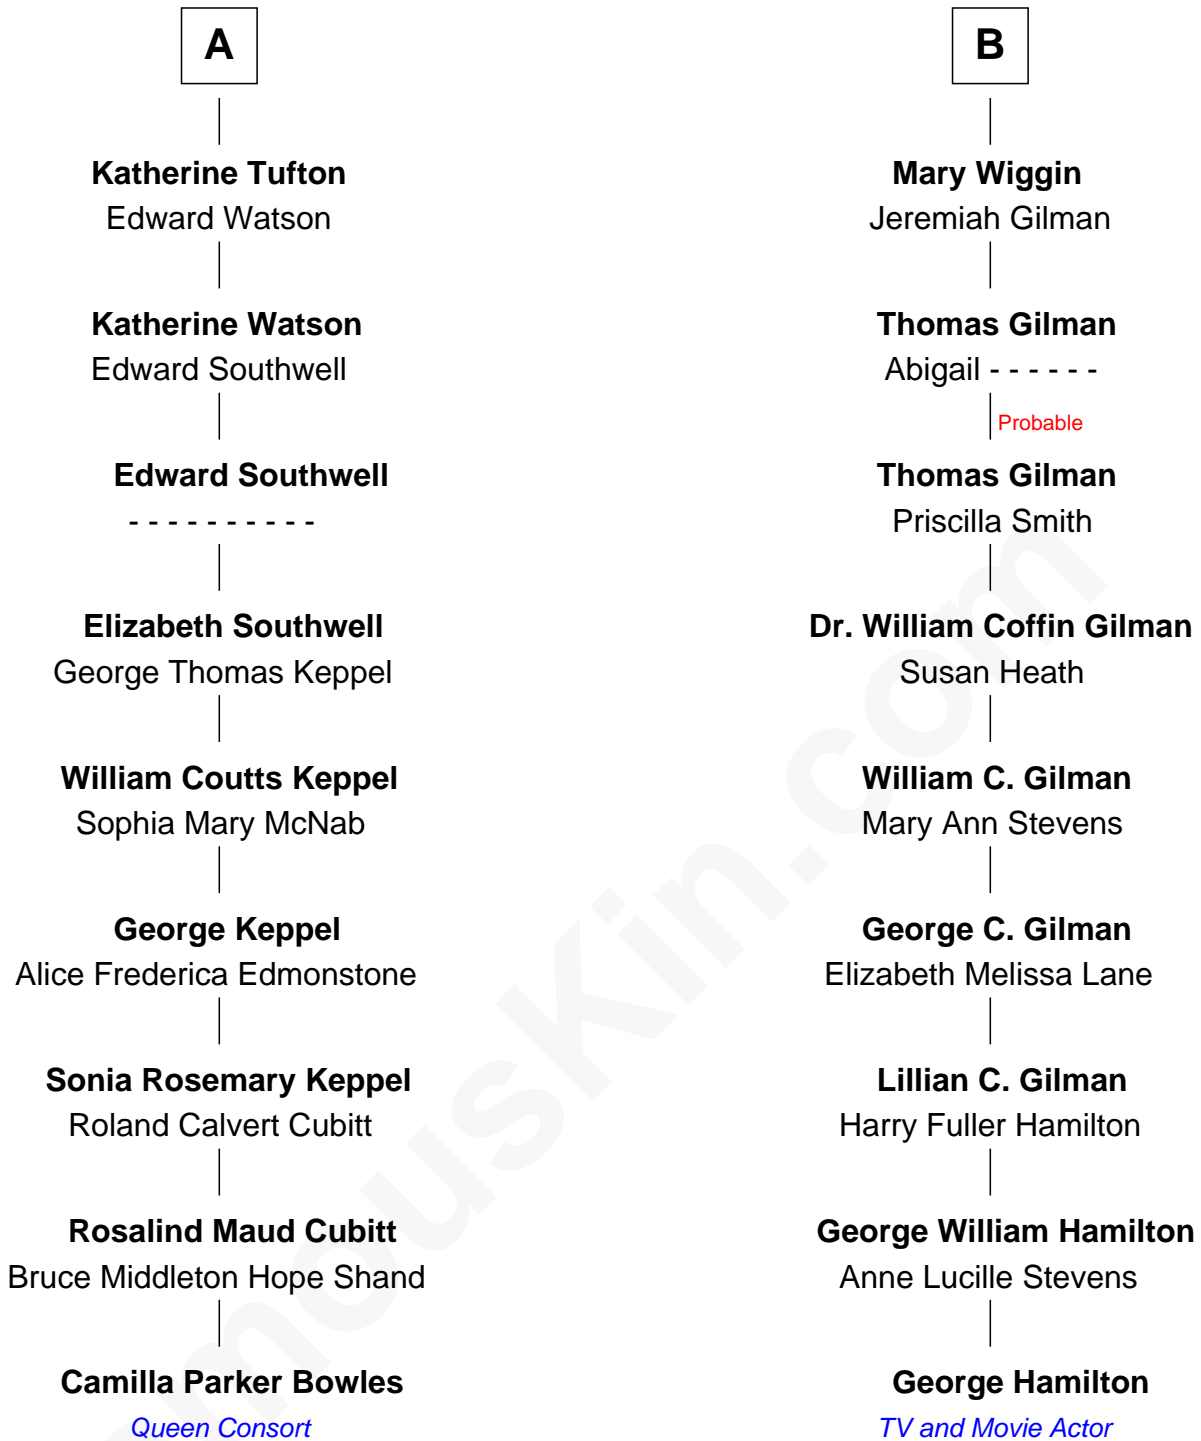 A
Katherine Tufton
Edward Watson
Katherine Watson
Edward Southwell
Edward Southwell
- - - - - - - - - -
Elizabeth Southwell
George Thomas Keppel
William Coutts Keppel
Sophia Mary McNab
George Keppel
Alice Frederica Edmonstone
Sonia Rosemary Keppel
Roland Calvert Cubitt
Rosalind Maud Cubitt
Bruce Middleton Hope Shand
Camilla Parker Bowles
Queen Consort
B
Mary Wiggin
Jeremiah Gilman
Thomas Gilman
Abigail - - - - - -
Probable
Thomas Gilman
Priscilla Smith
Dr. William Coffin Gilman
Susan Heath
William C. Gilman
Mary Ann Stevens
George C. Gilman
Elizabeth Melissa Lane
Lillian C. Gilman
Harry Fuller Hamilton
George William Hamilton
Anne Lucille Stevens
George Hamilton
TV and Movie Actor
mousKin.com